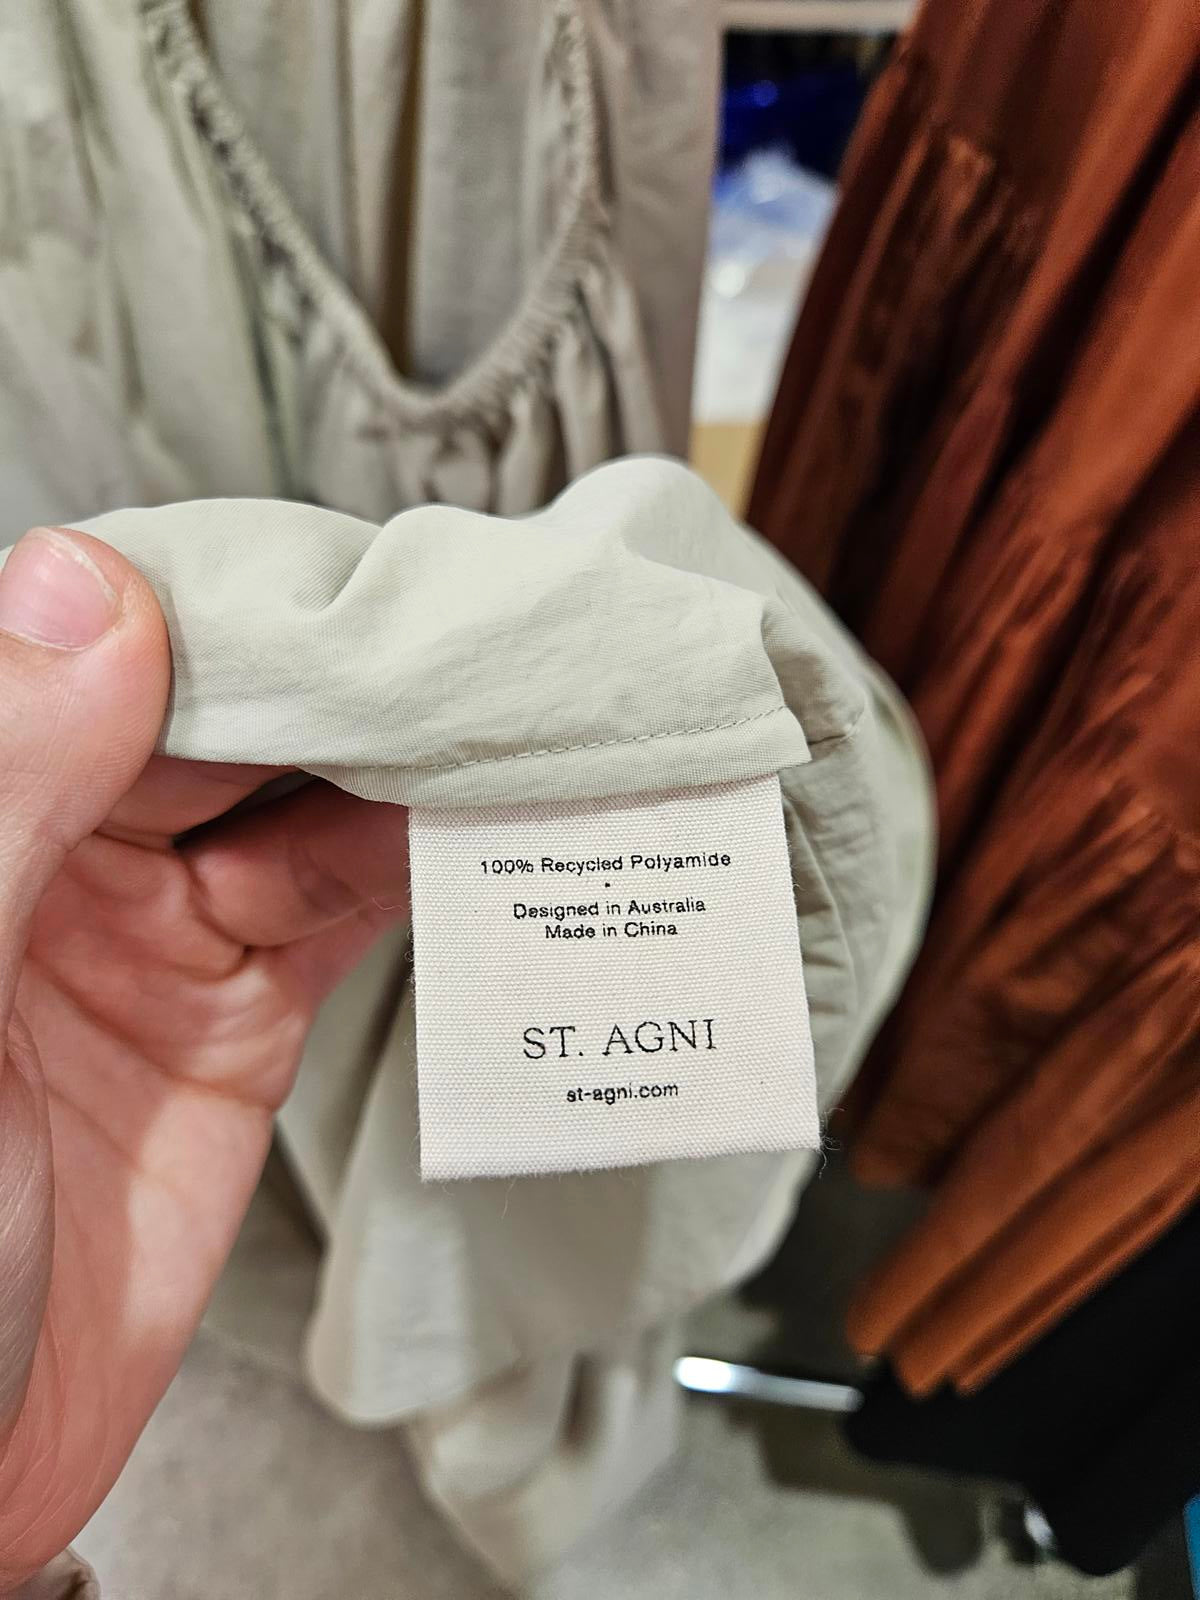 100% Recycled Polyamide
•
Designed in Australia
Made in China
ST. AGNI
st-agni.com